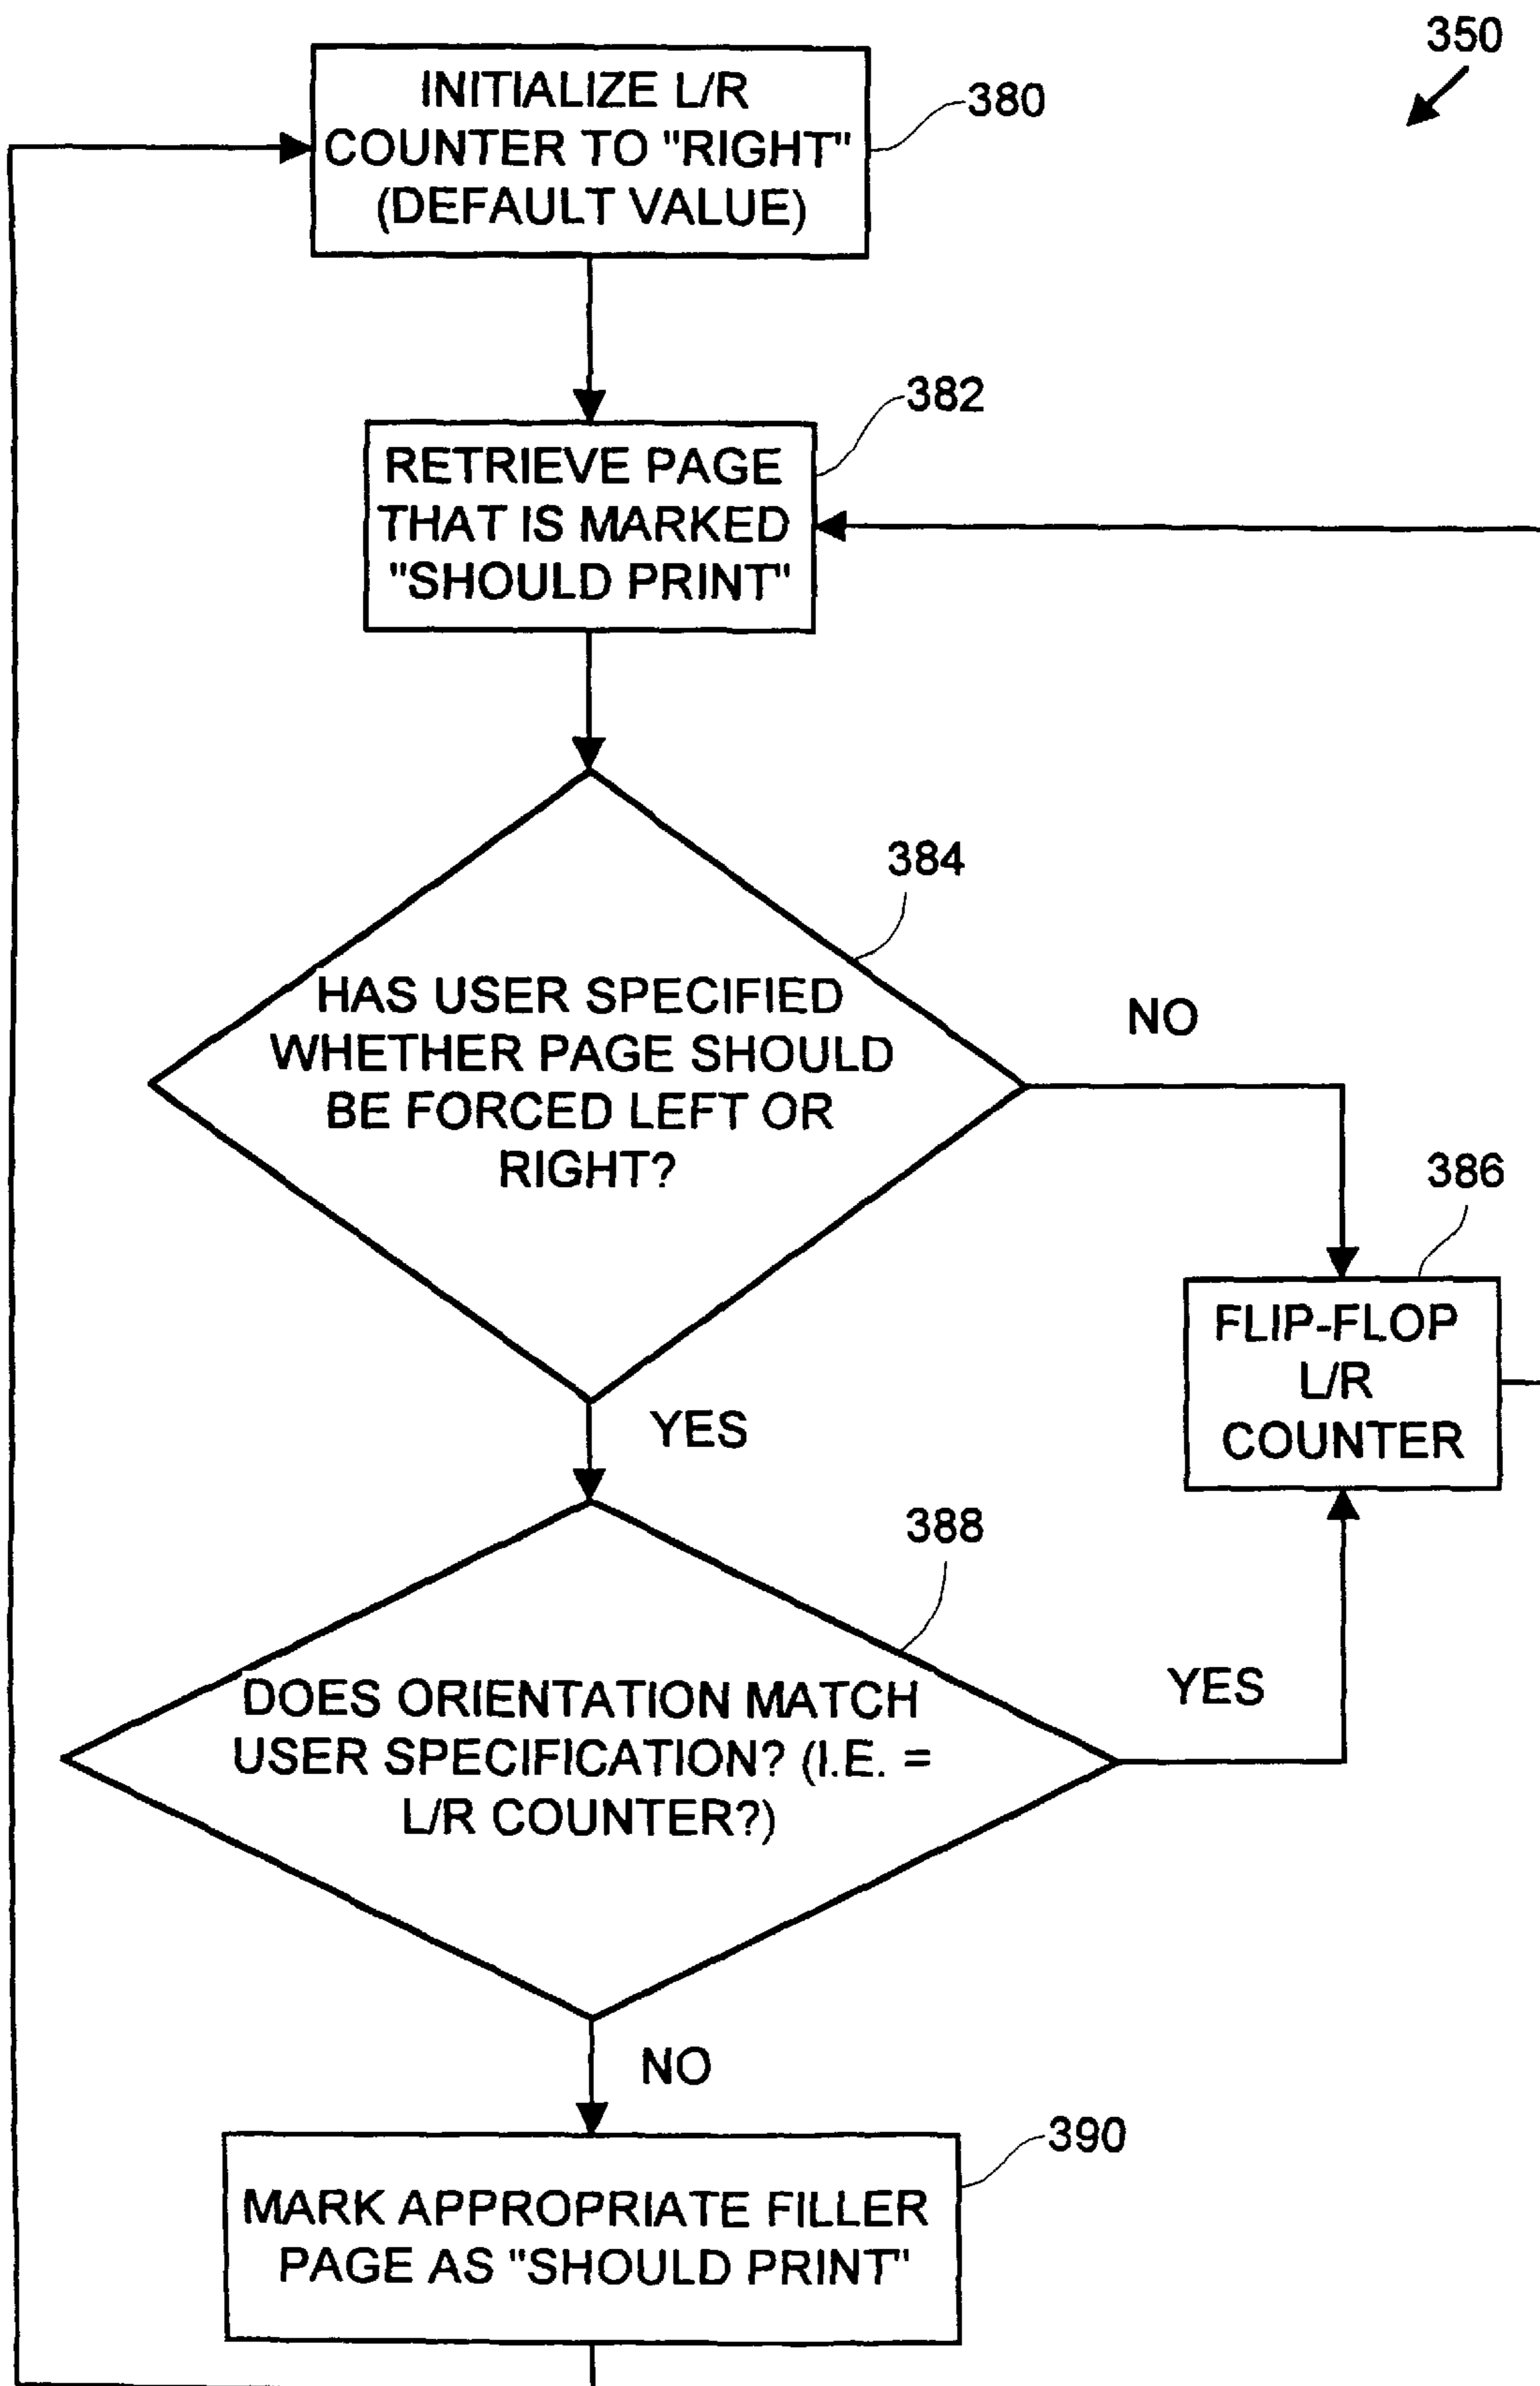 350
INITIALIZE L/R
COUNTER TO "RIGHT"
(DEFAULT VALUE)
380
382
RETRIEVE PAGE
THAT IS MARKED
"SHOULD PRINT"
384
HAS USER SPECIFIED
WHETHER PAGE SHOULD
BE FORCED LEFT OR
RIGHT?
NO
386
FLIP-FLOP
L/R
COUNTER
YES
388
DOES ORIENTATION MATCH
USER SPECIFICATION? (I.E. =
L/R COUNTER?)
YES
NO
390
MARK APPROPRIATE FILLER
PAGE AS "SHOULD PRINT"